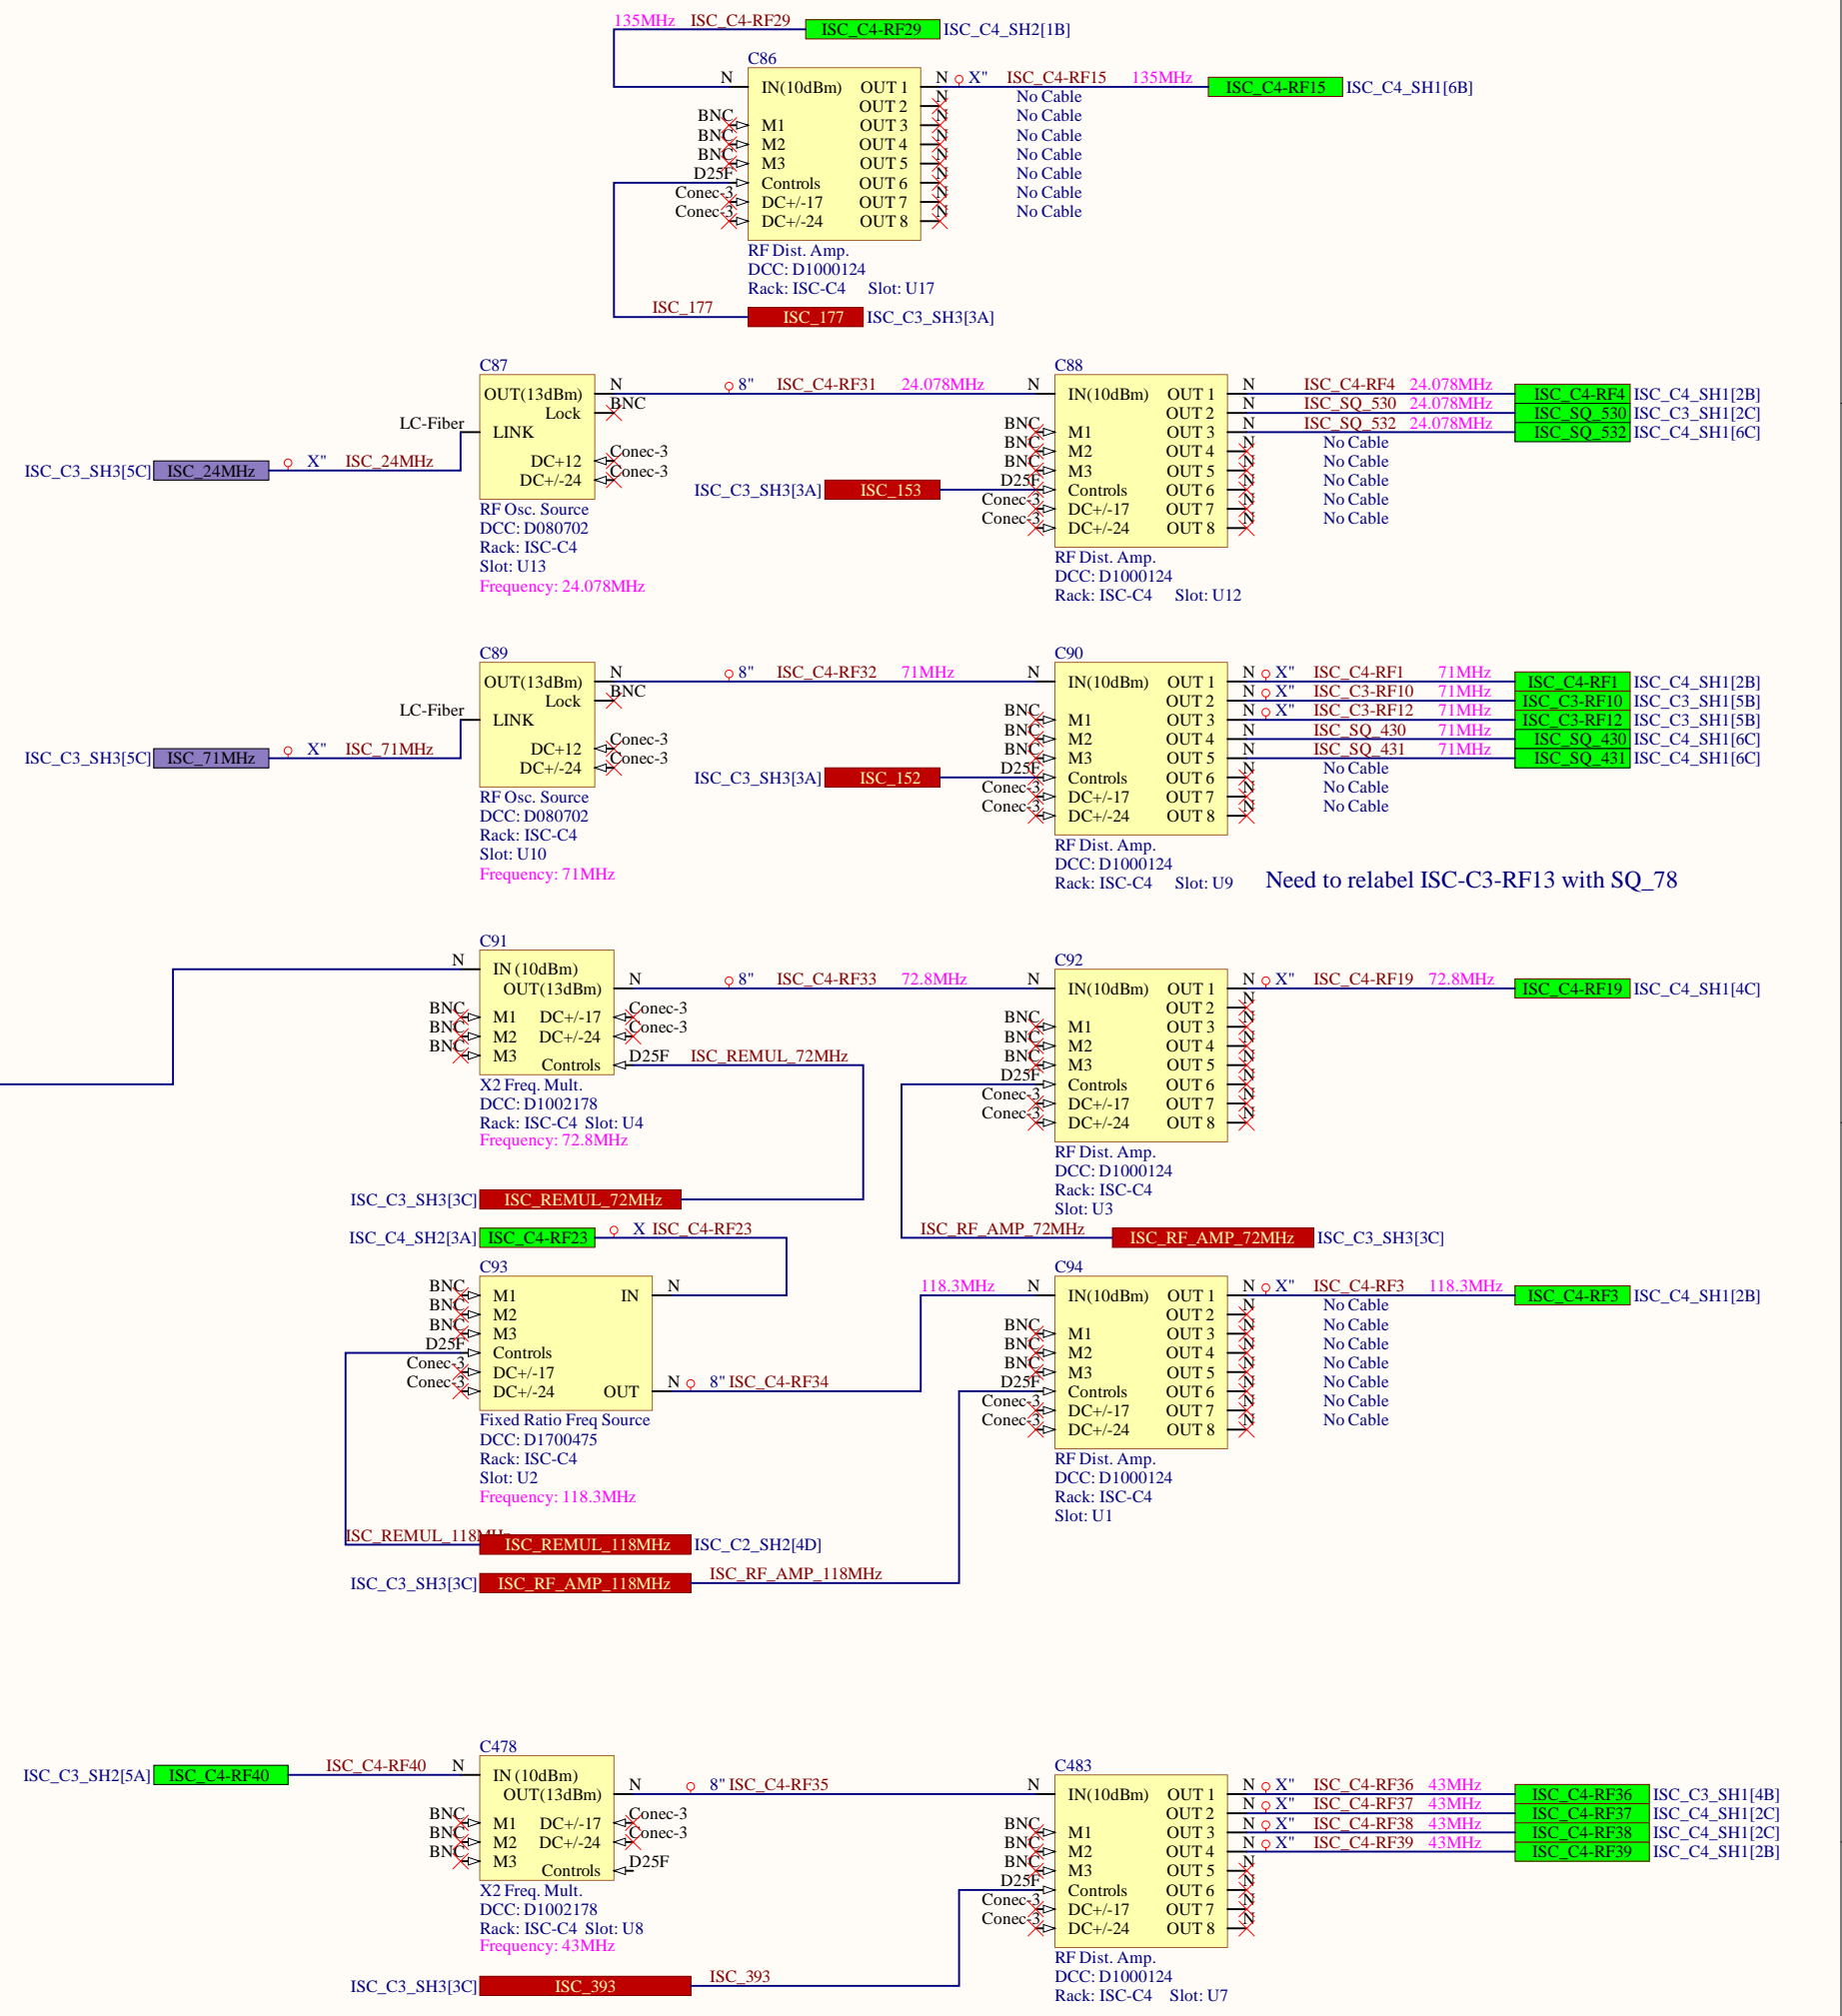 135MHz ISC_C4-RF29 ISC_C4-RF29 ISC_C4_SH2[1B]
C86
N IN(10dBm) OUT 1 N X" ISC_C4-RF15 135MHz ISC_C4-RF15 ISC_C4_SH1[6B]
OUT 2 N No Cable
BNC M1 OUT 3 N No Cable
BNC M2 OUT 4 N No Cable
BNC M3 OUT 5 N No Cable
D25F Controls OUT 6 N No Cable
Conec-3 DC+/-17 OUT 7 N No Cable
Conec-3 DC+/-24 OUT 8 N No Cable
RF Dist. Amp.
DCC: D1000124
Rack: ISC-C4 Slot: U17
ISC_177 ISC_177 ISC_C3_SH3[3A]
C87 C88
OUT(13dBm) N 8" ISC_C4-RF31 24.078MHz N IN(10dBm) OUT 1 N ISC_C4-RF4 24.078MHz ISC_C4-RF4 ISC_C4_SH1[2B]
Lock BNC OUT 2 N ISC_SQ_530 24.078MHz ISC_SQ_530 ISC_C3_SH1[2C]
LC-Fiber LINK BNC M1 OUT 3 N ISC_SQ_532 24.078MHz ISC_SQ_532 ISC_C4_SH1[6C]
BNC M2 OUT 4 N No Cable
ISC_C3_SH3[5C] ISC_24MHz X" ISC_24MHz DC+12 Conec-3 BNC M3 OUT 5 N No Cable
DC+/-24 Conec-3 ISC_C3_SH3[3A] ISC_153 D25F Controls OUT 6 N No Cable
Conec-3 DC+/-17 OUT 7 N No Cable
Conec-3 DC+/-24 OUT 8 N No Cable
RF Osc. Source
DCC: D080702
Rack: ISC-C4
Slot: U13
Frequency: 24.078MHz
RF Dist. Amp.
DCC: D1000124
Rack: ISC-C4 Slot: U12
C89 C90
OUT(13dBm) N 8" ISC_C4-RF32 71MHz N IN(10dBm) OUT 1 N X" ISC_C4-RF1 71MHz ISC_C4-RF1 ISC_C4_SH1[2B]
Lock BNC OUT 2 N X" ISC_C3-RF10 71MHz ISC_C3-RF10 ISC_C3_SH1[5B]
LC-Fiber LINK BNC M1 OUT 3 N X" ISC_C3-RF12 71MHz ISC_C3-RF12 ISC_C3_SH1[5B]
BNC M2 OUT 4 N ISC_SQ_430 71MHz ISC_SQ_430 ISC_C4_SH1[6C]
ISC_C3_SH3[5C] ISC_71MHz X" ISC_71MHz DC+12 Conec-3 BNC M3 OUT 5 N ISC_SQ_431 71MHz ISC_SQ_431 ISC_C4_SH1[6C]
DC+/-24 Conec-3 ISC_C3_SH3[3A] ISC_152 D25F Controls OUT 6 N No Cable
Conec-3 DC+/-17 OUT 7 N No Cable
Conec-3 DC+/-24 OUT 8 N No Cable
RF Osc. Source
DCC: D080702
Rack: ISC-C4
Slot: U10
Frequency: 71MHz
RF Dist. Amp.
DCC: D1000124
Rack: ISC-C4 Slot: U9
Need to relabel ISC-C3-RF13 with SQ_78
C91 C92
N IN (10dBm)
OUT(13dBm) N 8" ISC_C4-RF33 72.8MHz N IN(10dBm) OUT 1 N X" ISC_C4-RF19 72.8MHz ISC_C4-RF19 ISC_C4_SH1[4C]
OUT 2 N
BNC M1 DC+/-17 Conec-3 BNC M1 OUT 3 N
BNC M2 DC+/-24 Conec-3 BNC M2 OUT 4 N
BNC M3 Controls D25F ISC_REMUL_72MHz BNC M3 OUT 5 N
D25F Controls OUT 6 N
Conec-3 DC+/-17 OUT 7 N
Conec-3 DC+/-24 OUT 8 N
X2 Freq. Mult.
DCC: D1002178
Rack: ISC-C4 Slot: U4
Frequency: 72.8MHz
RF Dist. Amp.
DCC: D1000124
Rack: ISC-C4
Slot: U3
ISC_C3_SH3[3C] ISC_REMUL_72MHz
ISC_RF_AMP_72MHz ISC_RF_AMP_72MHz ISC_C3_SH3[3C]
ISC_C4_SH2[3A] ISC_C4-RF23 X ISC_C4-RF23
C93 C94
BNC M1 IN N 118.3MHz N IN(10dBm) OUT 1 N X" ISC_C4-RF3 118.3MHz ISC_C4-RF3 ISC_C4_SH1[2B]
BNC M2 OUT 2 N No Cable
BNC M3 BNC M1 OUT 3 N No Cable
D25F Controls BNC M2 OUT 4 N No Cable
Conec-3 DC+/-17 BNC M3 OUT 5 N No Cable
Conec-3 DC+/-24 OUT N 8" ISC_C4-RF34 D25F Controls OUT 6 N No Cable
Conec-3 DC+/-17 OUT 7 N No Cable
Conec-3 DC+/-24 OUT 8 N No Cable
Fixed Ratio Freq Source
DCC: D1700475
Rack: ISC-C4
Slot: U2
Frequency: 118.3MHz
RF Dist. Amp.
DCC: D1000124
Rack: ISC-C4
Slot: U1
ISC_REMUL_118MHz ISC_REMUL_118MHz ISC_C2_SH2[4D]
ISC_C3_SH3[3C] ISC_RF_AMP_118MHz ISC_RF_AMP_118MHz
C478 C483
ISC_C3_SH2[5A] ISC_C4-RF40 ISC_C4-RF40 N IN (10dBm)
OUT(13dBm) N 8" ISC_C4-RF35 N IN(10dBm) OUT 1 N X" ISC_C4-RF36 43MHz ISC_C4-RF36 ISC_C3_SH1[4B]
BNC M1 DC+/-17 Conec-3 OUT 2 N X" ISC_C4-RF37 43MHz ISC_C4-RF37 ISC_C4_SH1[2C]
BNC M2 DC+/-24 Conec-3 BNC M1 OUT 3 N X" ISC_C4-RF38 43MHz ISC_C4-RF38 ISC_C4_SH1[2C]
BNC M3 BNC M2 OUT 4 N X" ISC_C4-RF39 43MHz ISC_C4-RF39 ISC_C4_SH1[2B]
Controls D25F BNC M3 OUT 5 N
D25F Controls OUT 6 N
Conec-3 DC+/-17 OUT 7 N
Conec-3 DC+/-24 OUT 8 N
X2 Freq. Mult.
DCC: D1002178
Rack: ISC-C4 Slot: U8
Frequency: 43MHz
RF Dist. Amp.
DCC: D1000124
Rack: ISC-C4 Slot: U7
ISC_C3_SH3[3C] ISC_393 ISC_393